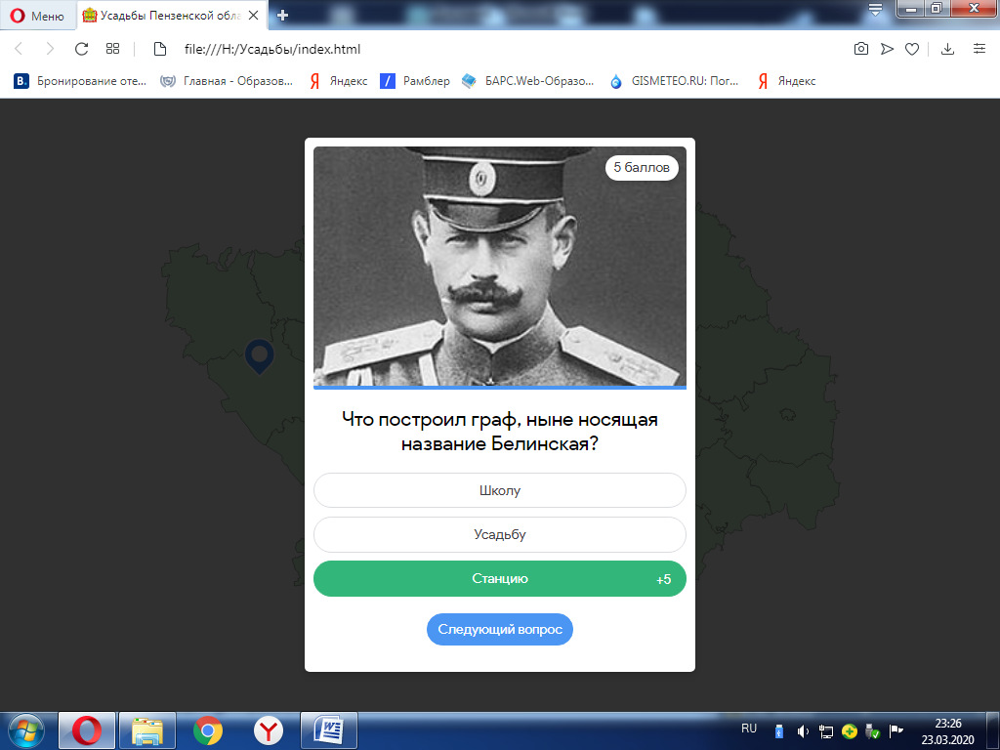 Меню
Усадьбы Пензенской обла
file:///H:/Усадьбы/index.html
B. Бронирование оте...
Главная - Образов...
Я Яндекс
/ Рамблер
БАРС.Web-Образо...
GISMETEO.RU: Пог...
Я Яндекс
5 баллов
Что построил граф, ныне носящая
название Белинская?
Школу
Усадьбу
Станцию +5
Следующий вопрос
RU
23:26
23.03.2020